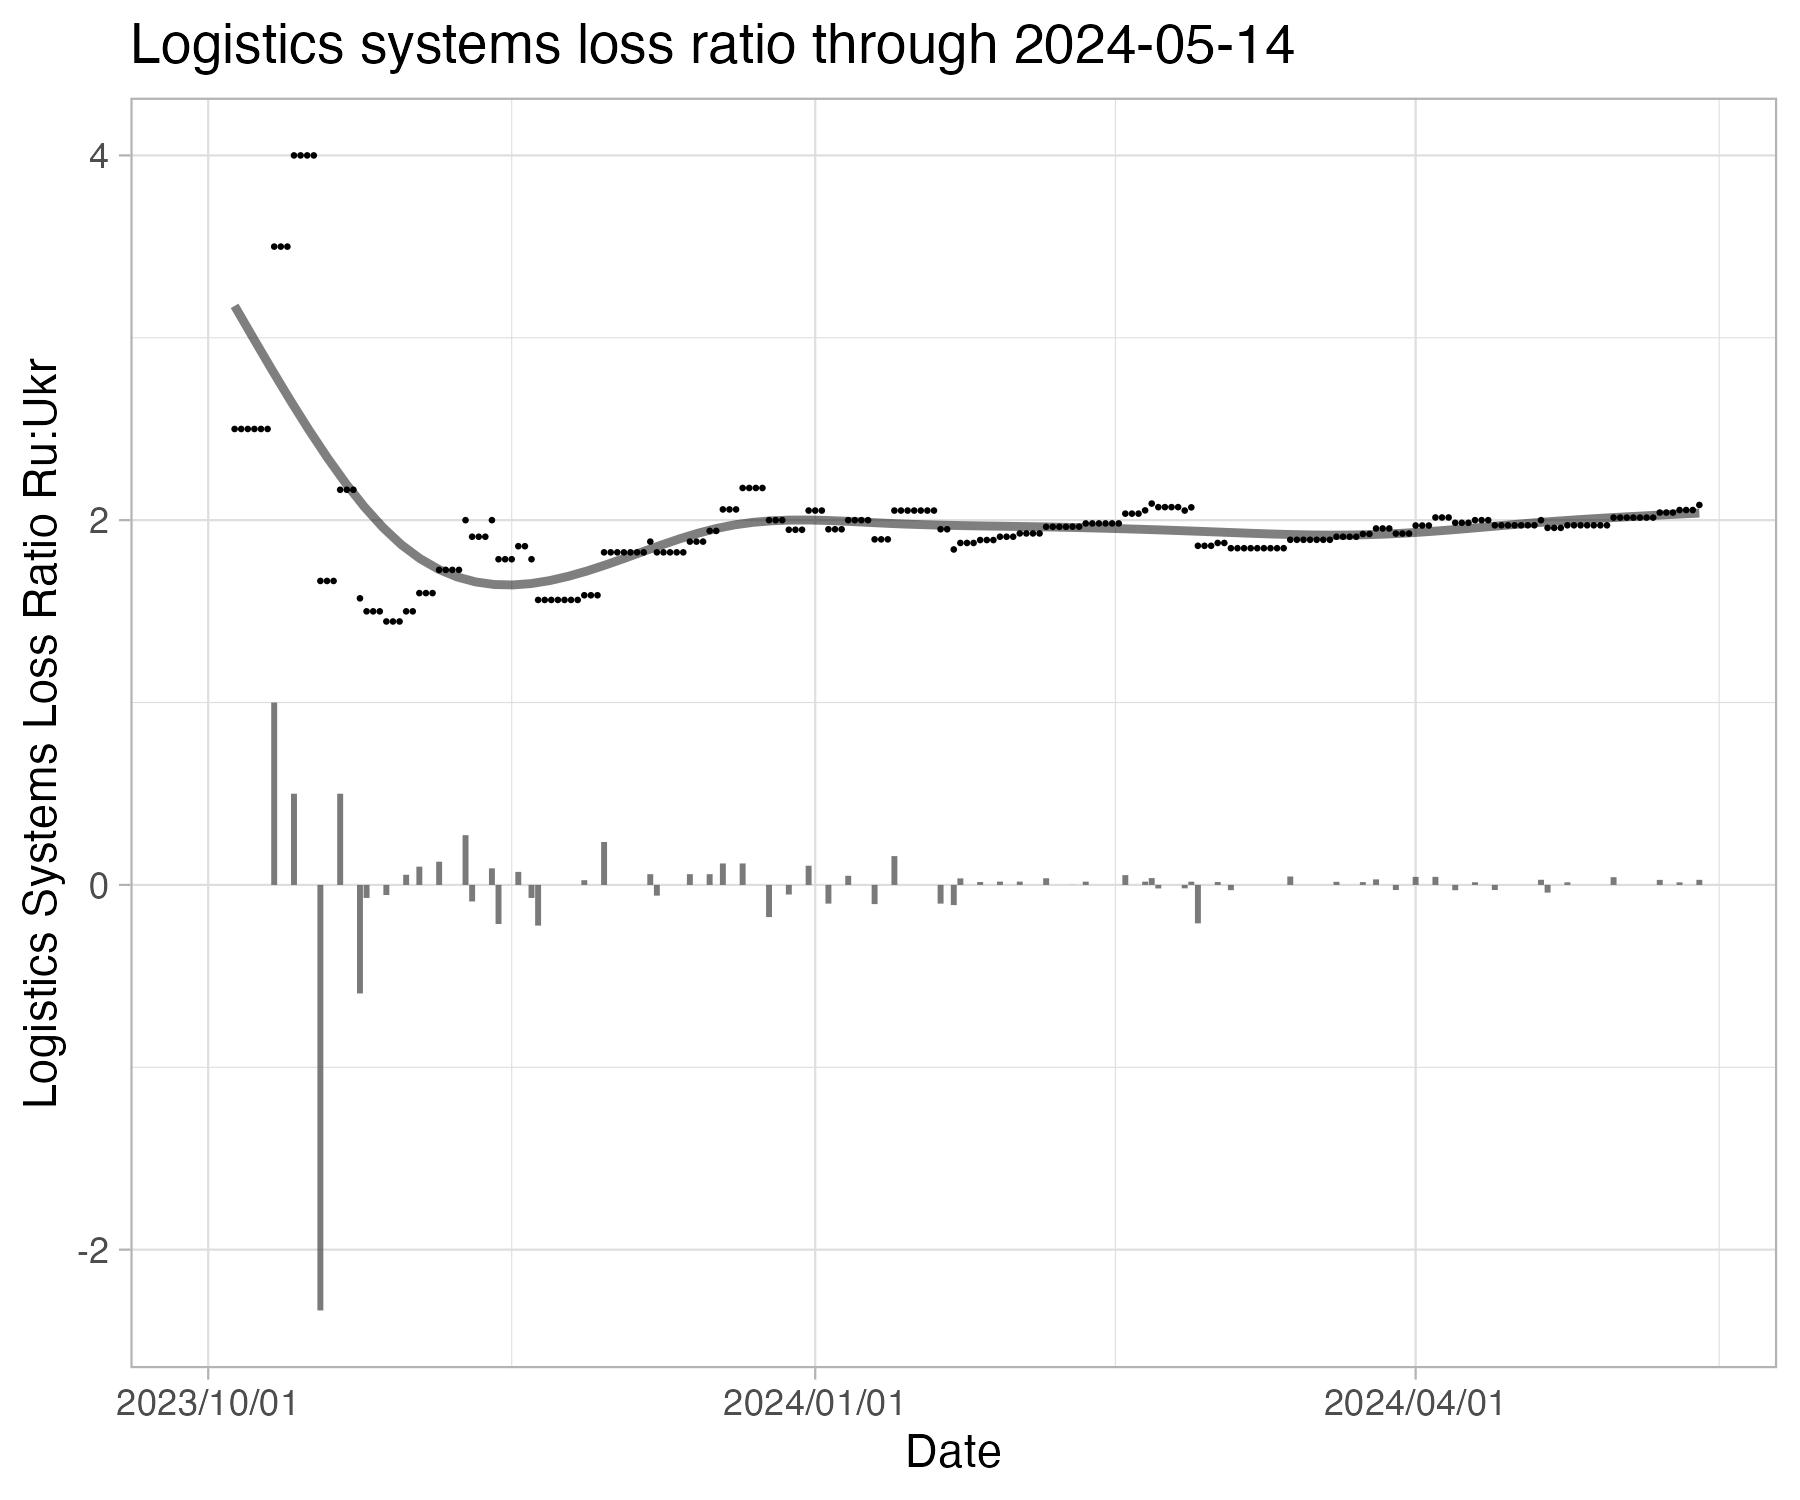 Logistics systems loss ratio through 2024-05-14
Logistics Systems Loss Ratio Ru:Ukr
4
2
0
-2
2023/10/01
2024/01/01
2024/04/01
Date